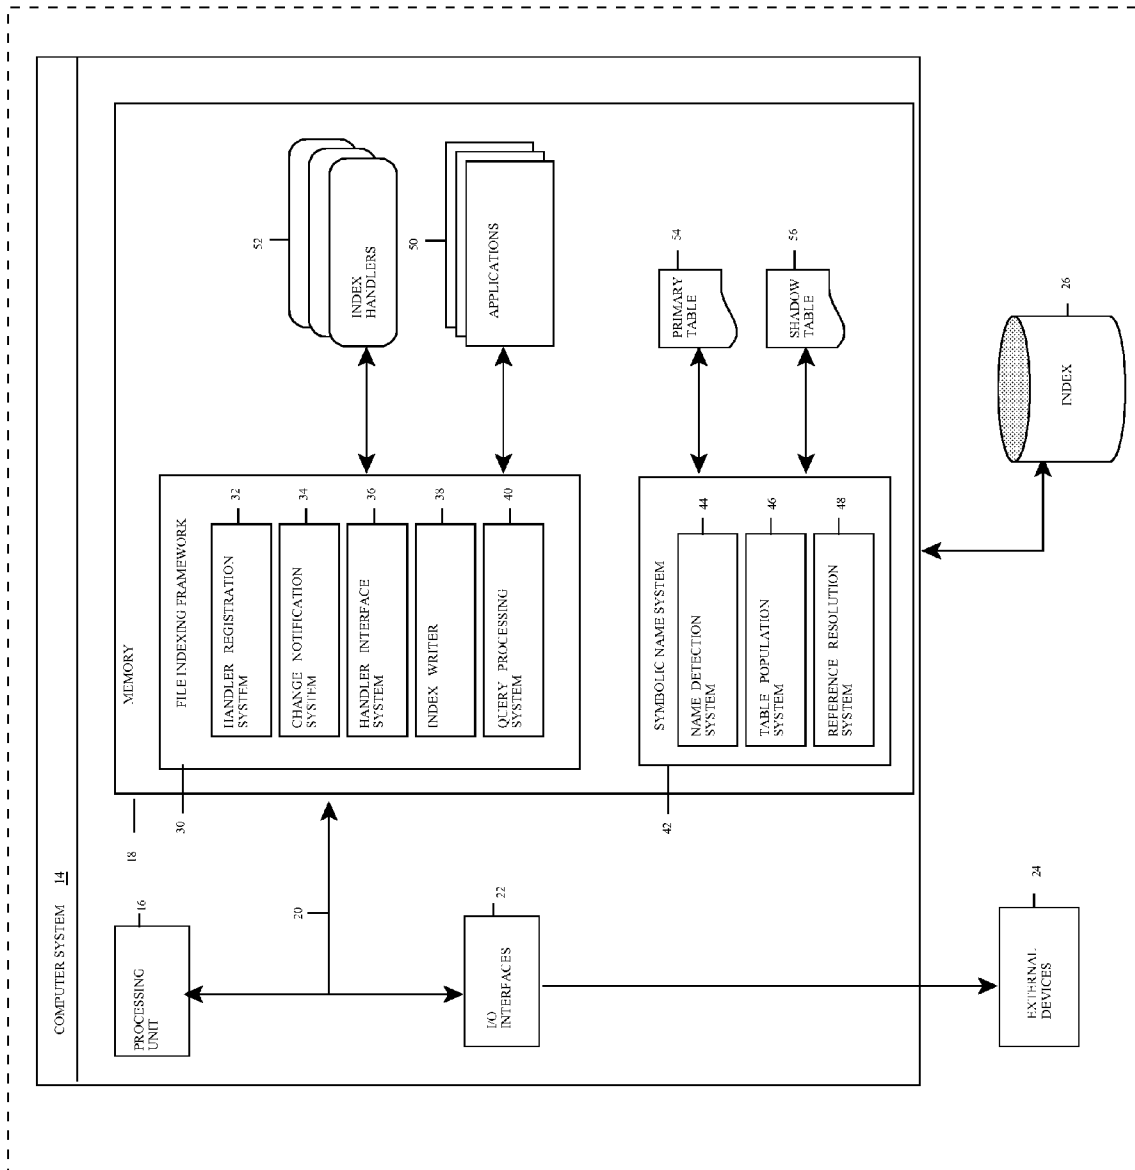 COMPUTER SYSTEM 14
PROCESSING
UNIT
16
18
20
I/O
INTERFACES
22
EXTERNAL
DEVICES
24
MEMORY
30
FILE INDEXING FRAMEWORK
HANDLER REGISTRATION
SYSTEM
32
CHANGE NOTIFICATION
SYSTEM
34
HANDLER INTERFACE
SYSTEM
36
INDEX WRITER
38
QUERY PROCESSING
SYSTEM
40
42
SYMBOLIC NAME SYSTEM
NAME DETECTION
SYSTEM
44
TABLE POPULATION
SYSTEM
46
REFERENCE RESOLUTION
SYSTEM
48
52
INDEX
HANDLERS
50
APPLICATIONS
PRIMARY
TABLE
54
SHADOW
TABLE
56
INDEX
26